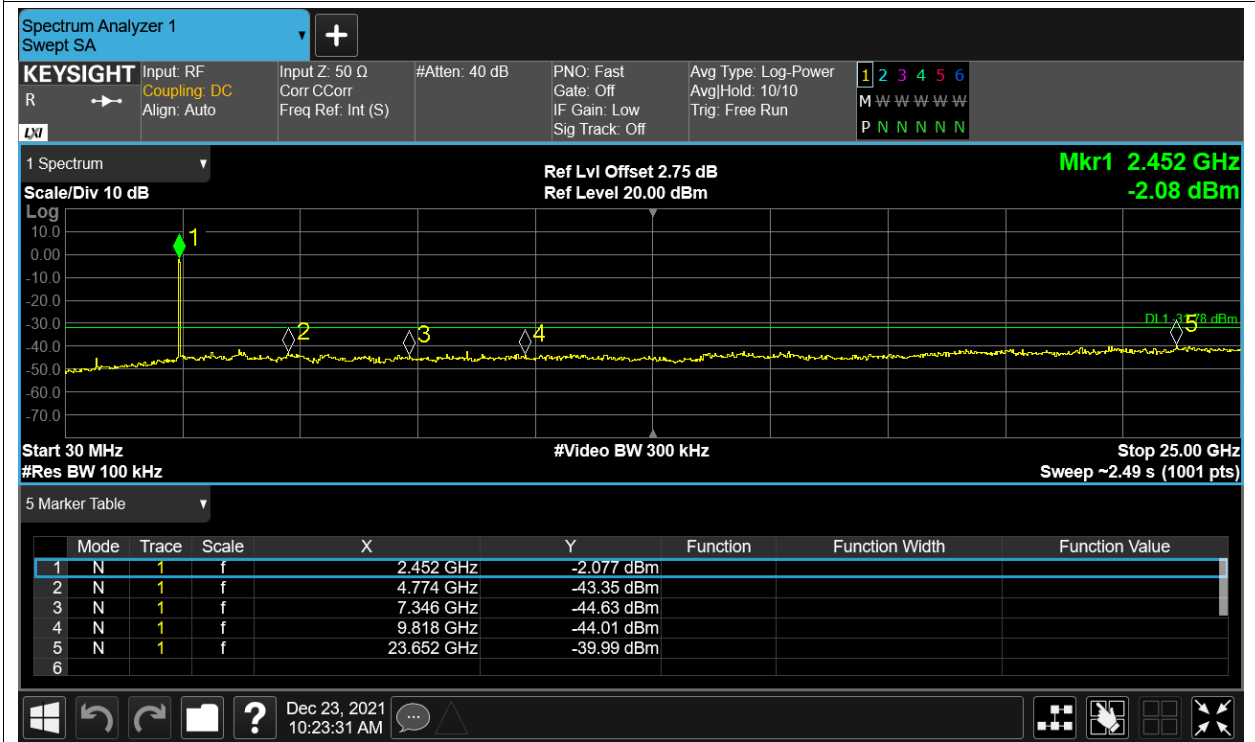 Spectrum Analyzer 1
Swept SA
+
KEYSIGHT
R
LXI
Input: RF
Coupling: DC
Align: Auto
Input Z: 50 Ω
Corr CCorr
Freq Ref: Int (S)
#Atten: 40 dB
PNO: Fast
Gate: Off
IF Gain: Low
Sig Track: Off
Avg Type: Log-Power
Avg|Hold: 10/10
Trig: Free Run
1 2 3 4 5 6
M W W W W W
P N N N N N
1 Spectrum
Scale/Div 10 dB
Ref Lvl Offset 2.75 dB
Ref Level 20.00 dBm
Mkr1 2.452 GHz
-2.08 dBm
Log
10.0
0.00
-10.0
-20.0
-30.0
-40.0
-50.0
-60.0
-70.0
1
2
3
4
5
DL1 -31.78 dBm
Start 30 MHz
#Res BW 100 kHz
#Video BW 300 kHz
Stop 25.00 GHz
Sweep ~2.49 s (1001 pts)
5 Marker Table
Mode Trace Scale X Y Function Function Width Function Value
1 N 1 f 2.452 GHz -2.077 dBm
2 N 1 f 4.774 GHz -43.35 dBm
3 N 1 f 7.346 GHz -44.63 dBm
4 N 1 f 9.818 GHz -44.01 dBm
5 N 1 f 23.652 GHz -39.99 dBm
6
?
Dec 23, 2021
10:23:31 AM